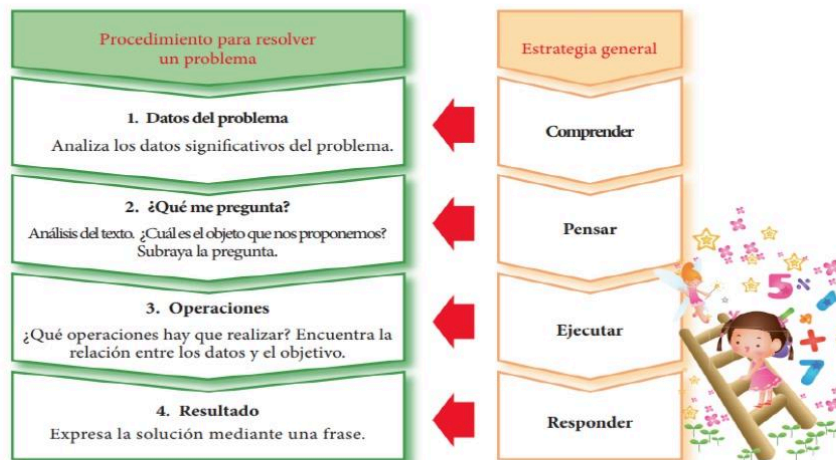 Procedimiento para resolver
un problema
Estrategia general
1. Datos del problema
Analiza los datos significativos del problema.
Comprender
2. ¿Qué me pregunta?
Análisis del texto. ¿Cuál es el objeto que nos proponemos?
Subraya la pregunta.
Pensar
3. Operaciones
¿Qué operaciones hay que realizar? Encuentra la
relación entre los datos y el objetivo.
Ejecutar
4. Resultado
Expresa la solución mediante una frase.
Responder
5 %
+
7